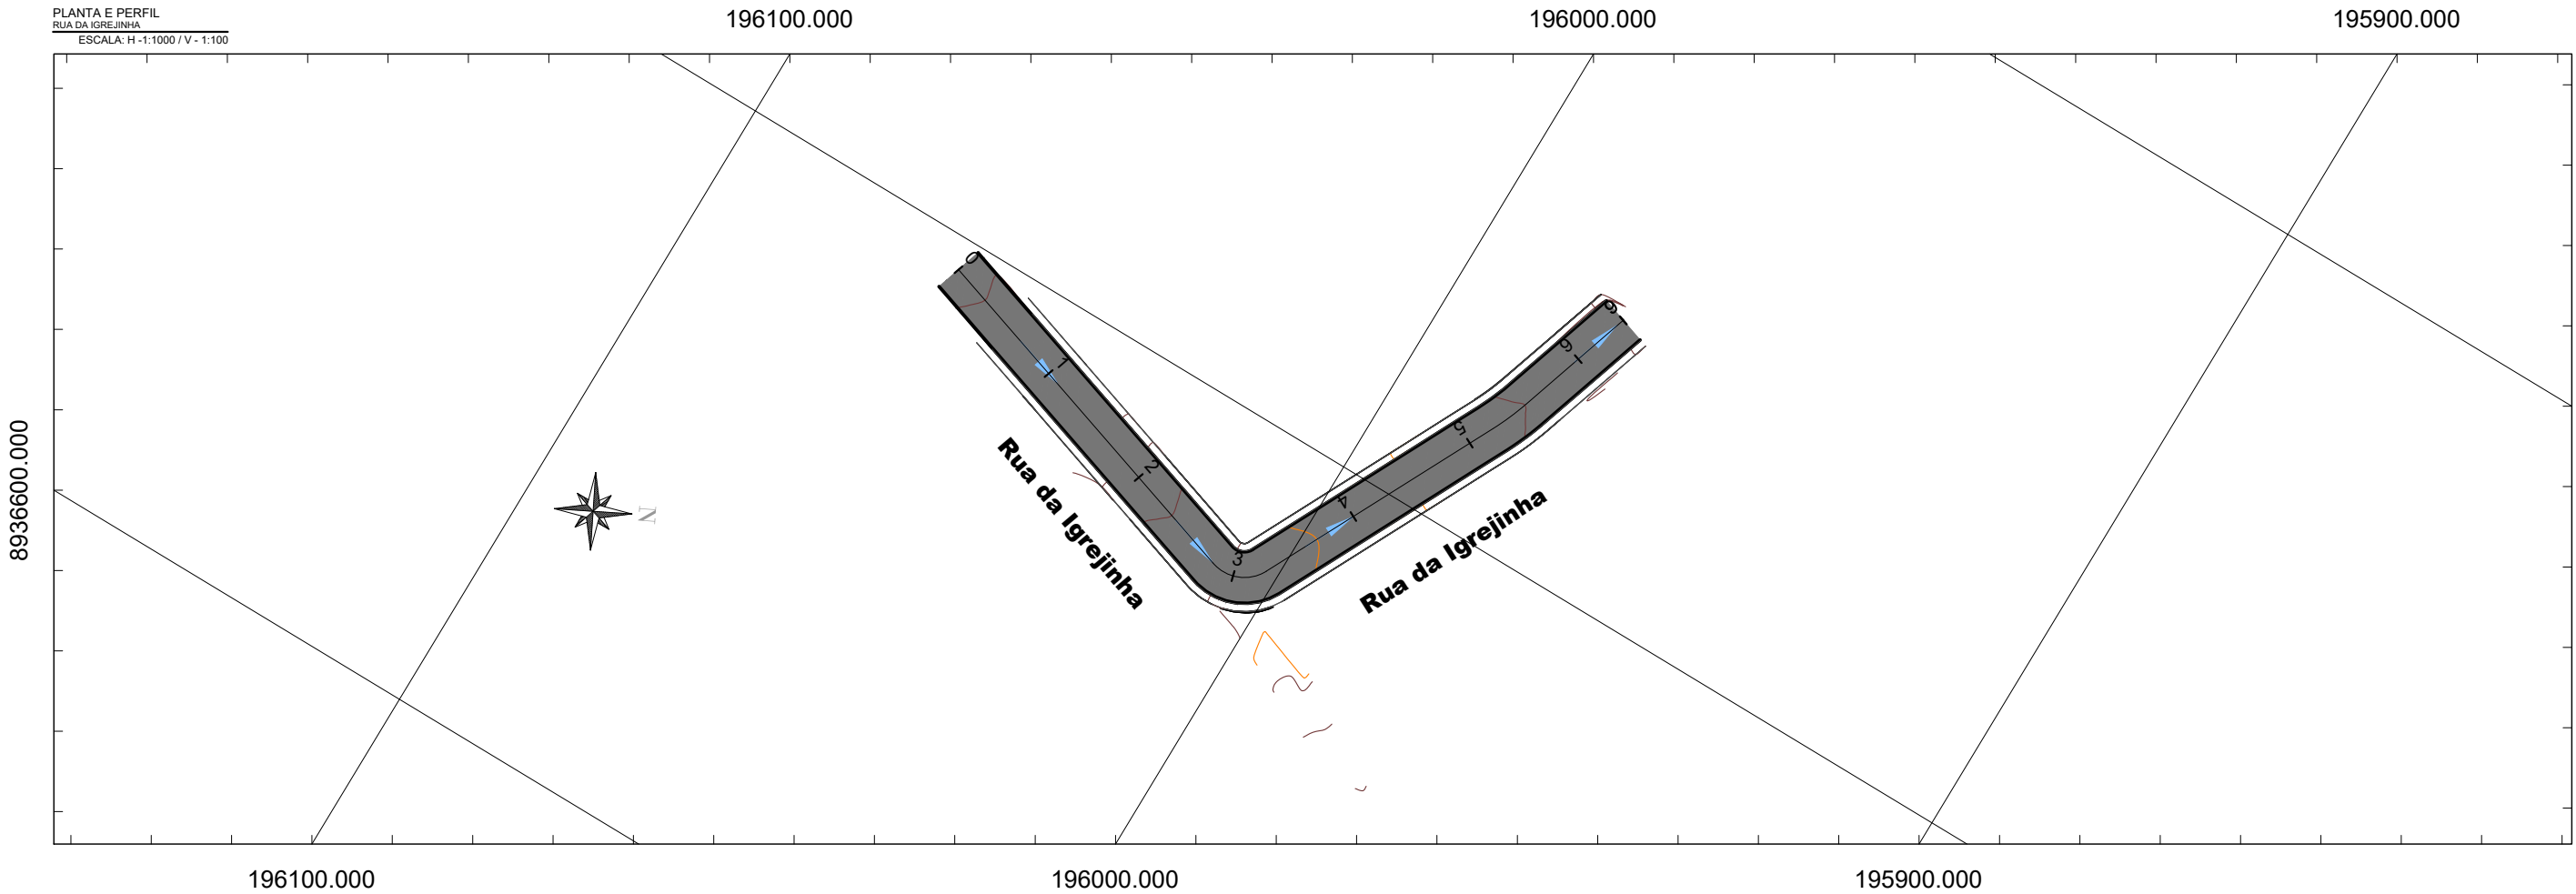 PLANTA E PERFIL
RUA DA IGREJINHA
ESCALA: H -1:1000 / V - 1:100
196100.000
196000.000
195900.000
0
1
2
3
4
5
6
6
Rua da Igrejinha
Rua da Igrejinha
8936600.000
N
196100.000
196000.000
195900.000